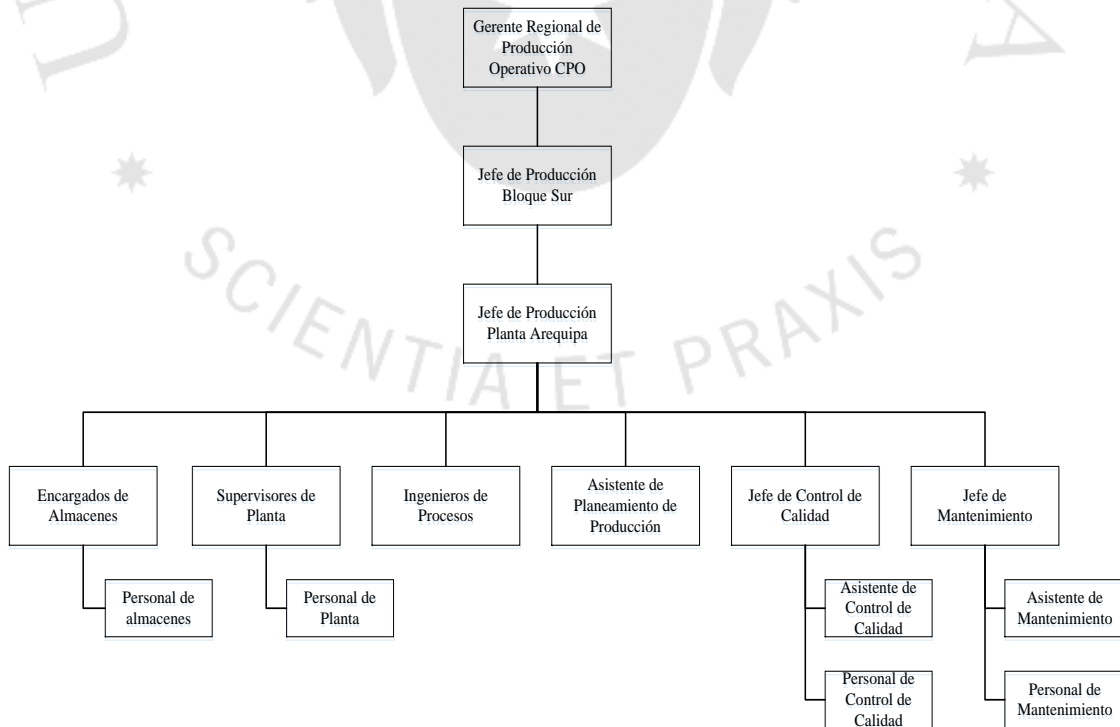 Gerente Regional de
Producción
Operativo CPO
Jefe de Producción
Bloque Sur
Jefe de Producción
Planta Arequipa
SCIENTIA ET PRAXIS
Encargados de
Almacenes
Supervisores de
Planta
Ingenieros de
Procesos
Asistente de
Planeamiento de
Producción
Jefe de Control de
Calidad
Jefe de
Mantenimiento
Personal de
almacenes
Personal de
Planta
Asistente de
Control de
Calidad
Asistente de
Mantenimiento
Personal de
Control de
Calidad
Personal de
Mantenimiento